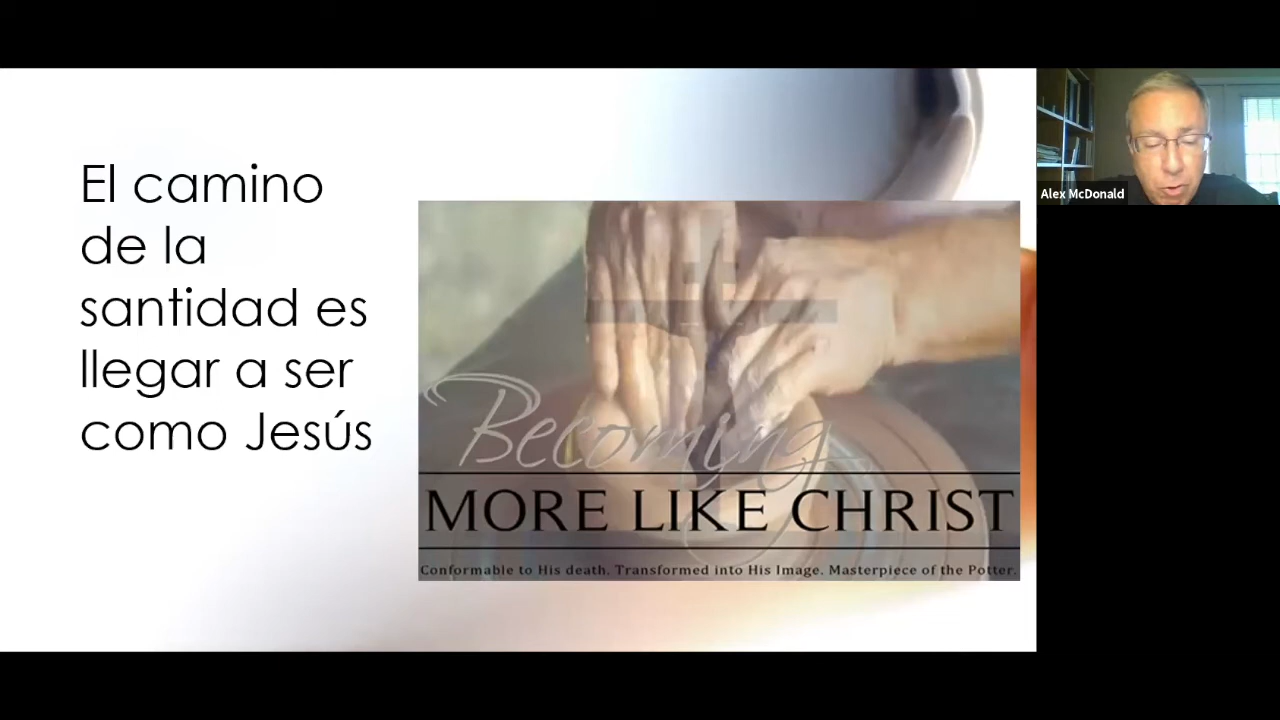 El camino
de la
santidad es
llegar a ser
como Jesús
Becoming
MORE LIKE CHRIST
Conformable to His death. Transformed into His Image. Masterpiece of the Potter.
Alex McDonald